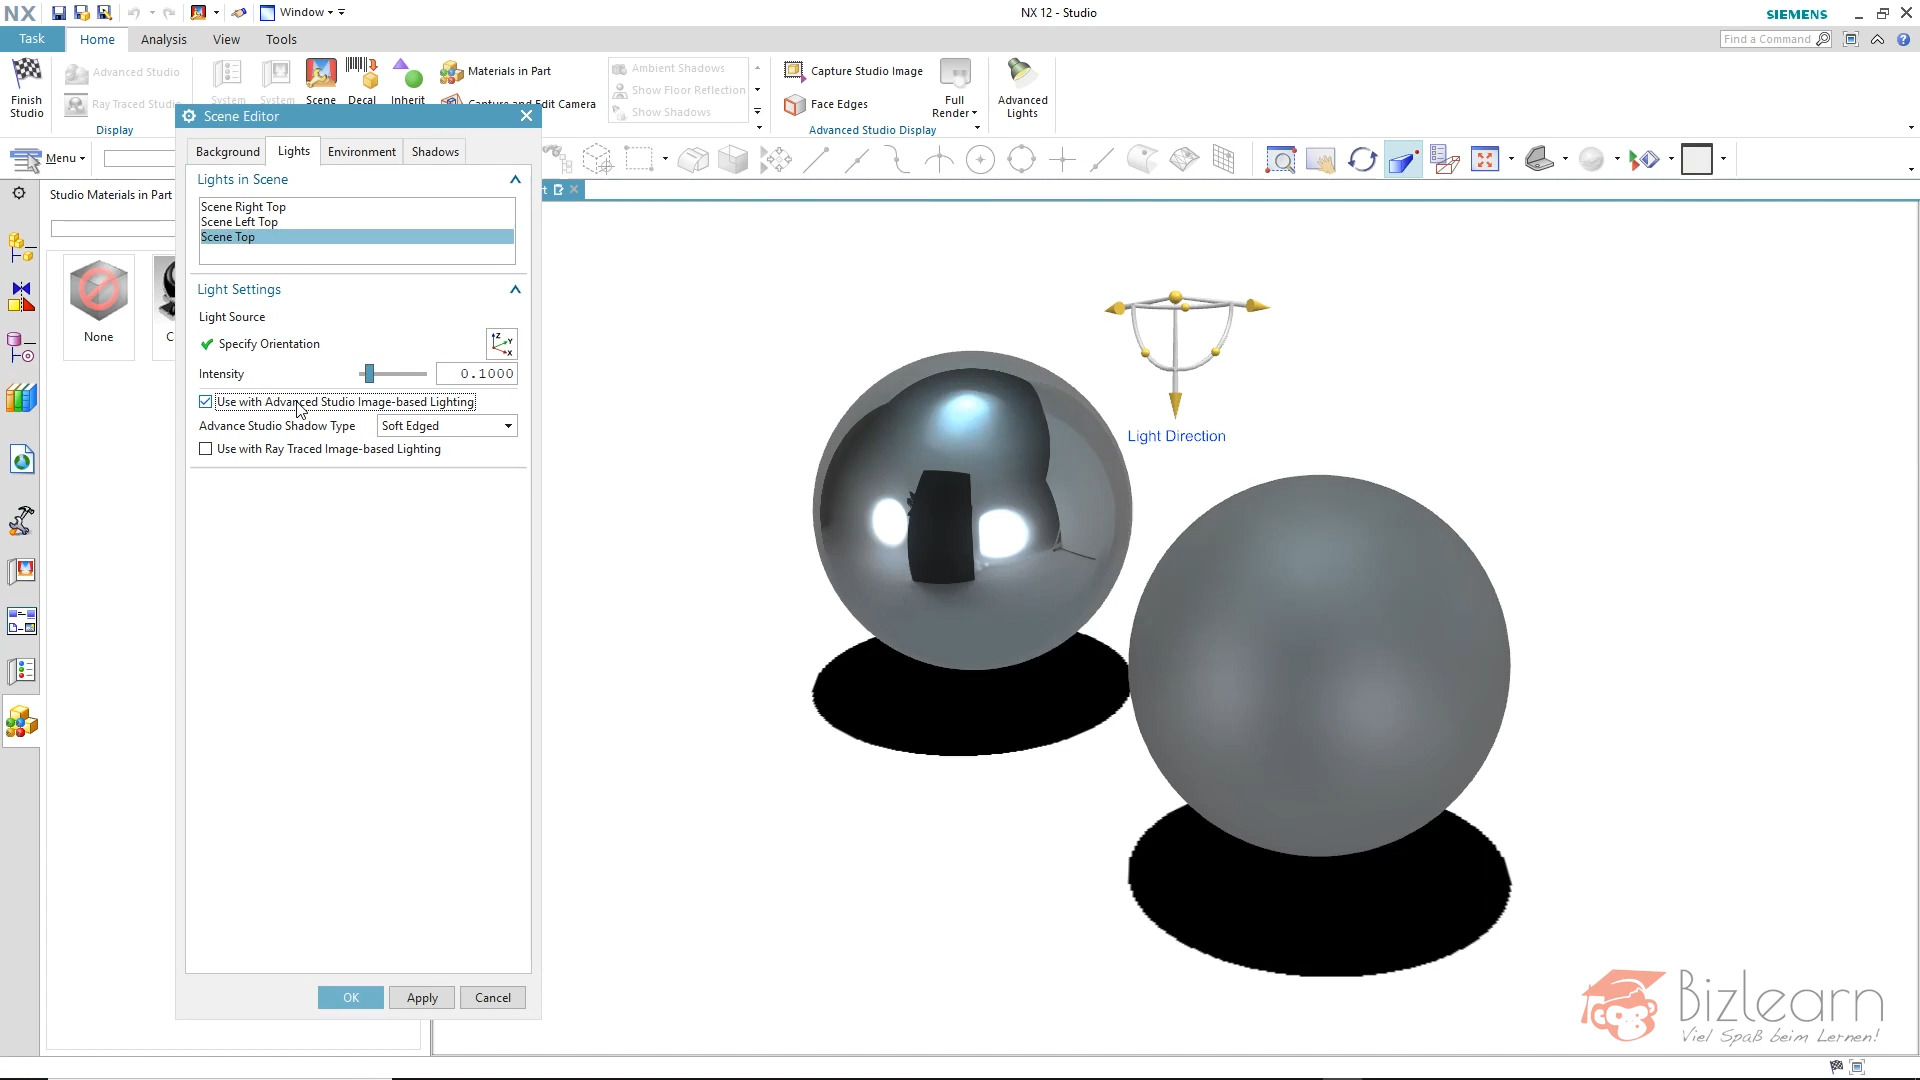 NX
Window
NX 12 - Studio
SIEMENS
Task
Home
Analysis
View
Tools
Find a Command
Finish
Studio
Advanced Studio
Ray Traced Studio
Display
System
System
Scene
Decal
Inherit
Materials in Part
Capture and Edit Camera
Ambient Shadows
Show Floor Reflection
Show Shadows
Capture Studio Image
Face Edges
Full
Render
Advanced Studio Display
Advanced
Lights
Menu
Studio Materials in Part
None
C
Scene Editor
Background
Lights
Environment
Shadows
Lights in Scene
Scene Right Top
Scene Left Top
Scene Top
Light Settings
Light Source
Specify Orientation
Intensity
0.1000
Use with Advanced Studio Image-based Lighting
Advance Studio Shadow Type
Soft Edged
Use with Ray Traced Image-based Lighting
OK
Apply
Cancel
Light Direction
Bizlearn
Viel Spaß beim Lernen!